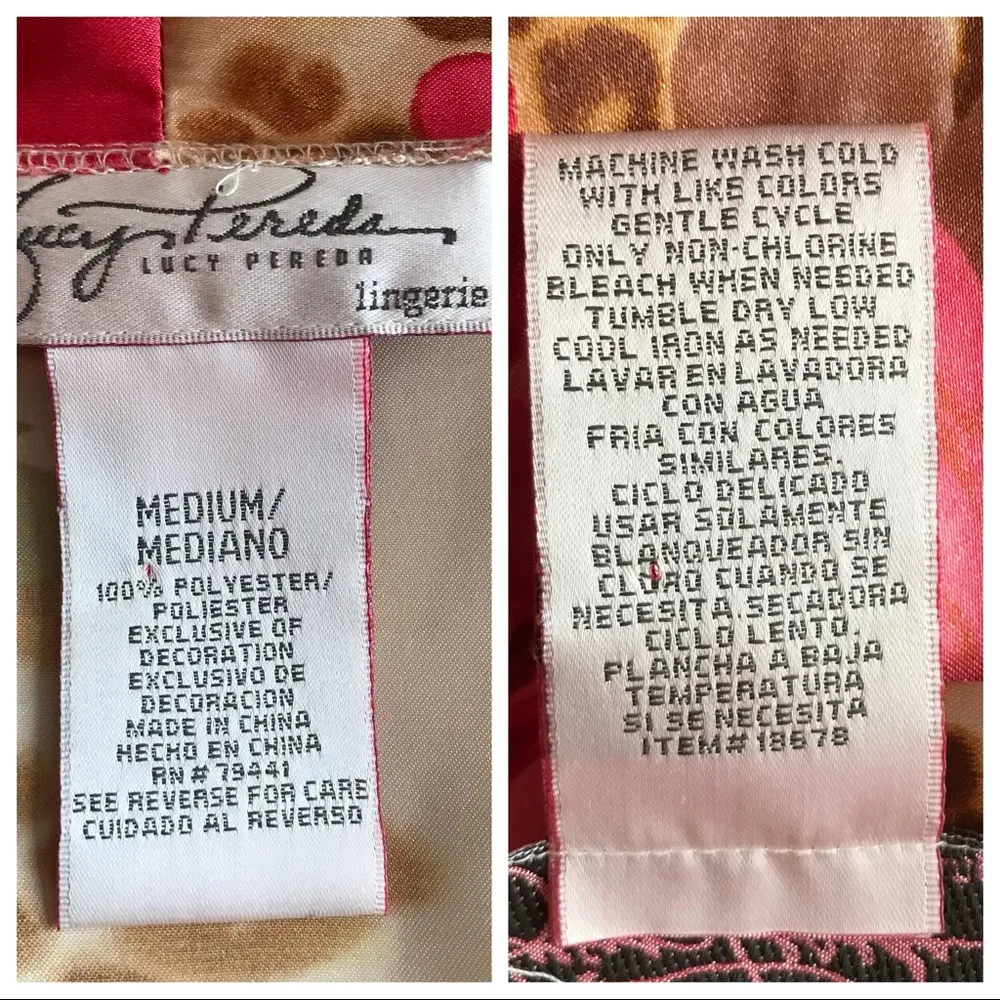 Lucy Pereda
LUCY PEREDA
lingerie
MEDIUM/
MEDIANO
100% POLYESTER/
POLIESTER
EXCLUSIVE OF
DECORATION
EXCLUSIVO DE
DECORACION
MADE IN CHINA
HECHO EN CHINA
RN # 79441
SEE REVERSE FOR CARE
CUIDADO AL REVERSO
MACHINE WASH COLD
WITH LIKE COLORS
GENTLE CYCLE
ONLY NON-CHLORINE
BLEACH WHEN NEEDED
TUMBLE DRY LOW
COOL IRON AS NEEDED
LAVAR EN LAVADORA
CON AGUA
FRIA CON COLORES
SIMILARES.
CICLO DELICADO
USAR SOLAMENTE
BLANQUEADOR SIN
CLORO CUANDO SE
NECESITA. SECADORA
CICLO LENTO.
PLANCHA A BAJA
TEMPERATURA
SI SE NECESITA
ITEM# 18678